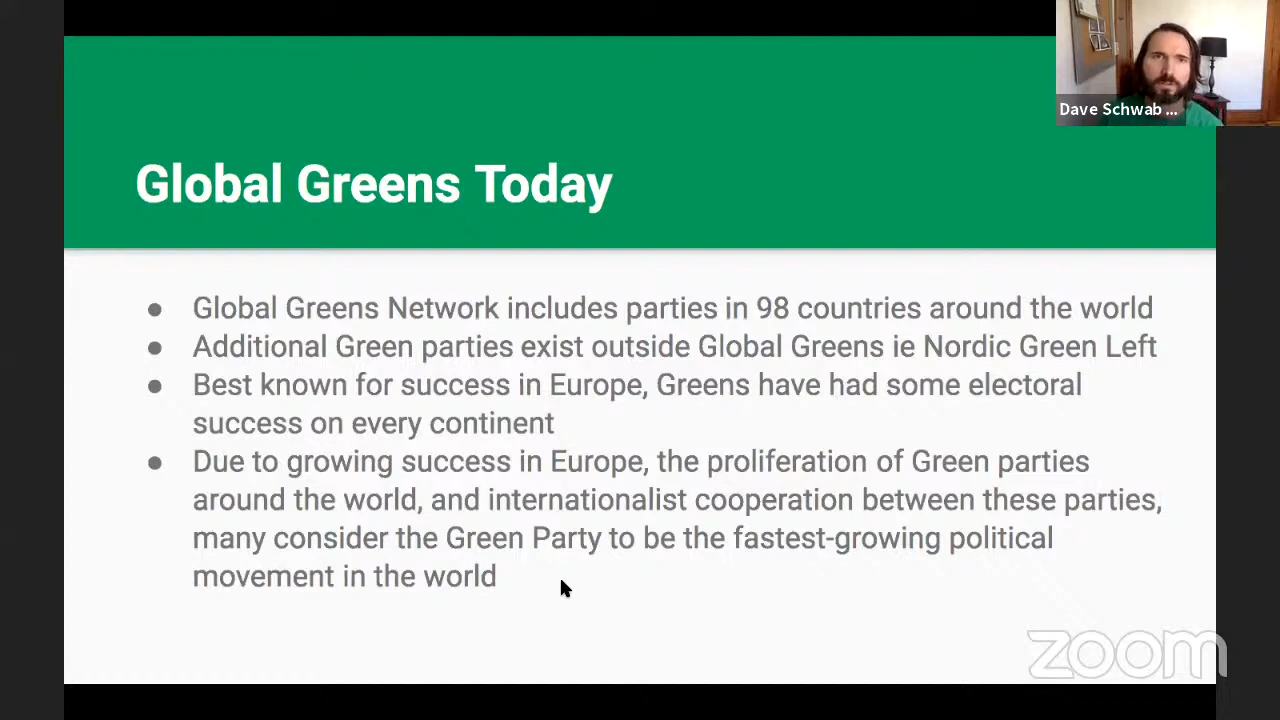 Dave Schwab ...
Global Greens Today
● Global Greens Network includes parties in 98 countries around the world
● Additional Green parties exist outside Global Greens ie Nordic Green Left
● Best known for success in Europe, Greens have had some electoral
success on every continent
● Due to growing success in Europe, the proliferation of Green parties
around the world, and internationalist cooperation between these parties,
many consider the Green Party to be the fastest-growing political
movement in the world
zoom